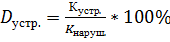 Dустр. = Kустр. / Kнаруш. * 100%